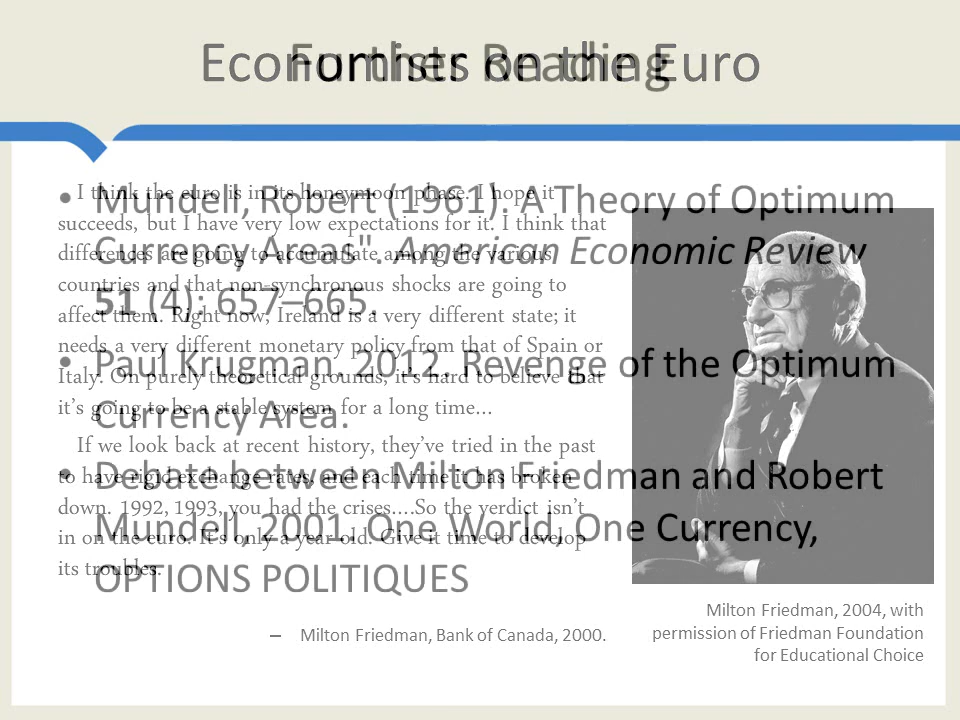 Economists on the Euro
Further Reading
I think the euro is in its honeymoon phase. I hope it
succeeds, but I have very low expectations for it. I think that
differences are going to accumulate among the various
countries and that non-synchronous shocks are going to
affect them. Right now, Ireland is a very different state; it
needs a very different monetary policy from that of Spain or
Italy. On purely theoretical grounds, it's hard to believe that
it's going to be a stable system for a long time…
If we look back at recent history, they've tried in the past
to have rigid exchange rates, and each time it has broken
down. 1992, 1993, you had the crises....So the verdict isn't
in on the euro. It's only a year old. Give it time to develop
its troubles.
– Milton Friedman, Bank of Canada, 2000.
• Mundell, Robert (1961). "A Theory of Optimum
Currency Areas". American Economic Review
51 (4): 657–665.
• Paul Krugman. 2012. Revenge of the Optimum
Currency Area.
• Debate between Milton Friedman and Robert
Mundell, 2001. One World, One Currency,
OPTIONS POLITIQUES
Milton Friedman, 2004, with
permission of Friedman Foundation
for Educational Choice